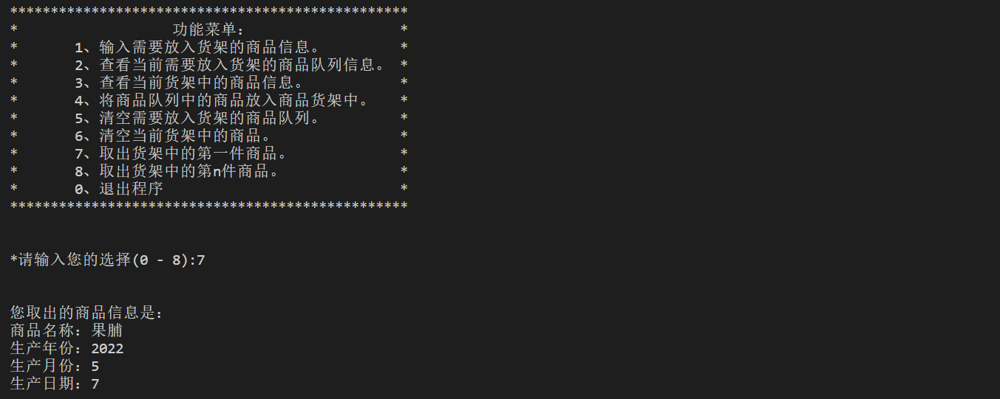 *************************************************
*                   功能菜单：                   *
*       1、输入需要放入货架的商品信息。          *
*       2、查看当前需要放入货架的商品队列信息。  *
*       3、查看当前货架中的商品信息。            *
*       4、将商品队列中的商品放入商品货架中。    *
*       5、清空需要放入货架的商品队列。          *
*       6、清空当前货架中的商品。                *
*       7、取出货架中的第一件商品。              *
*       8、取出货架中的第n件商品。               *
*       0、退出程序                             *
*************************************************
*请输入您的选择(0 - 8):7
您取出的商品信息是：
商品名称：果脯
生产年份：2022
生产月份：5
生产日期：7